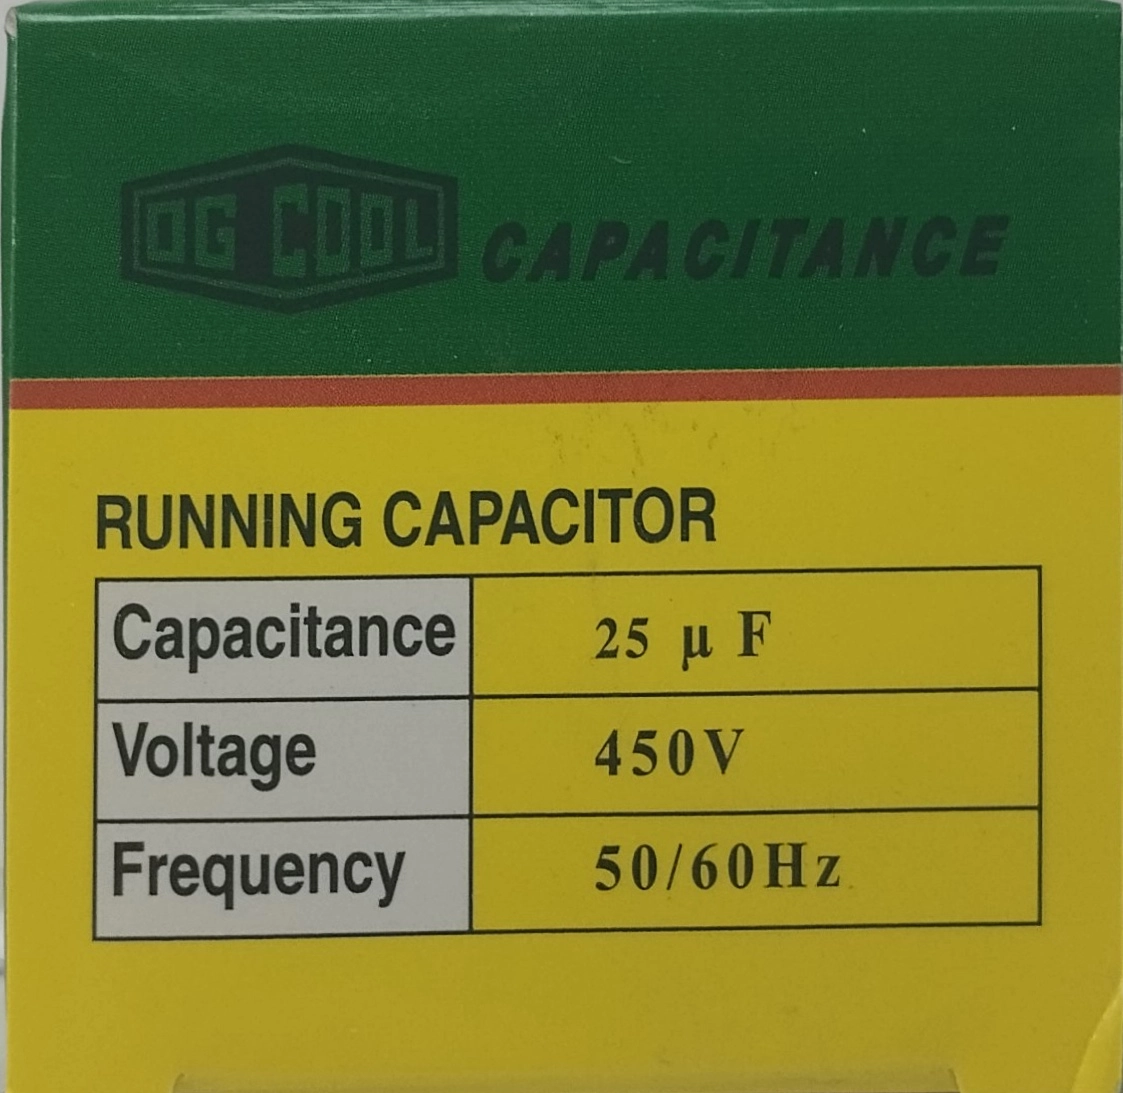 OG COOL CAPACITANCE
RUNNING CAPACITOR
Capacitance 25 µ F
Voltage 450V
Frequency 50/60Hz